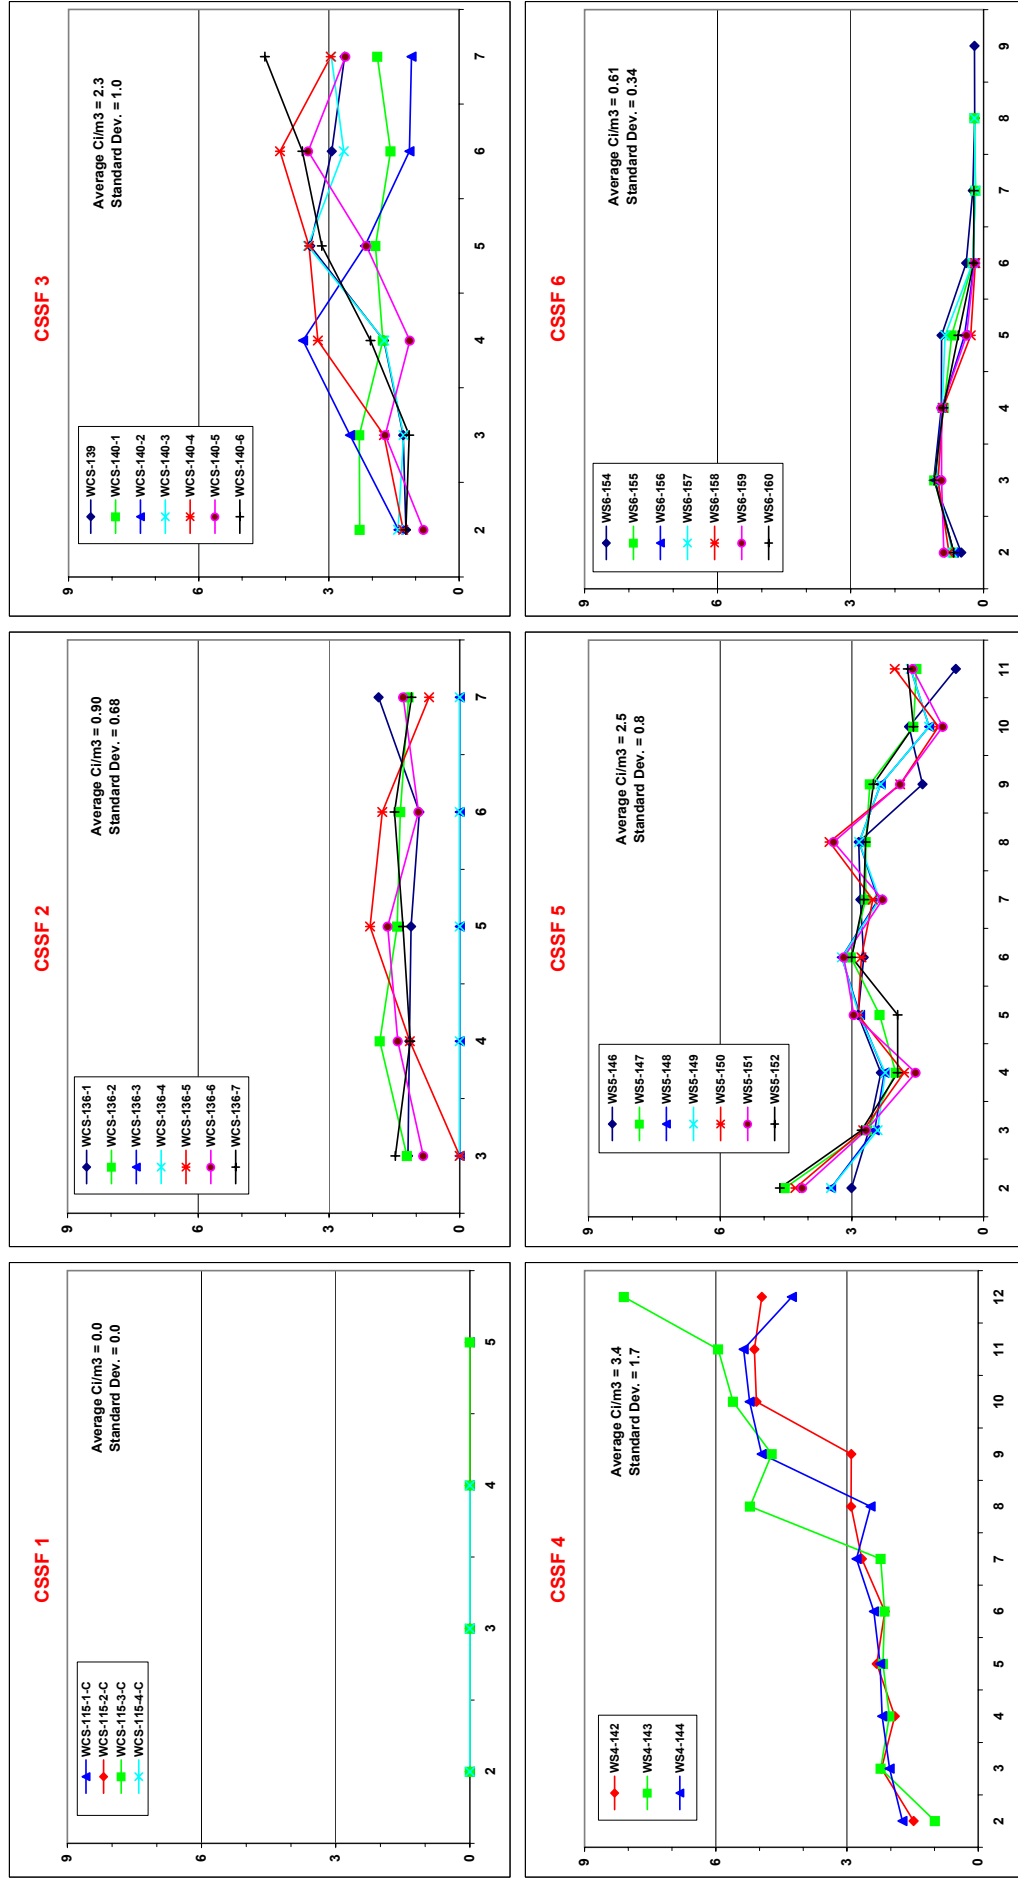 CSSF 1
Average Ci/m3 = 0.0
Standard Dev. = 0.0
WCS-115-1-C
WCS-115-2-C
WCS-115-3-C
WCS-115-4-C
9
6
3
0
2 3 4 5
CSSF 2
Average Ci/m3 = 0.90
Standard Dev. = 0.68
WCS-136-1
WCS-136-2
WCS-136-3
WCS-136-4
WCS-136-5
WCS-136-6
WCS-136-7
9
6
3
0
3 4 5 6 7
CSSF 3
Average Ci/m3 = 2.3
Standard Dev. = 1.0
WCS-139
WCS-140-1
WCS-140-2
WCS-140-3
WCS-140-4
WCS-140-5
WCS-140-6
9
6
3
0
2 3 4 5 6 7
CSSF 4
Average Ci/m3 = 3.4
Standard Dev. = 1.7
WS4-142
WS4-143
WS4-144
9
6
3
0
2 3 4 5 6 7 8 9 10 11 12
CSSF 5
Average Ci/m3 = 2.5
Standard Dev. = 0.8
WS5-146
WS5-147
WS5-148
WS5-149
WS5-150
WS5-151
WS5-152
9
6
3
0
2 3 4 5 6 7 8 9 10 11
CSSF 6
Average Ci/m3 = 0.61
Standard Dev. = 0.34
WS6-154
WS6-155
WS6-156
WS6-157
WS6-158
WS6-159
WS6-160
9
6
3
0
2 3 4 5 6 7 8 9